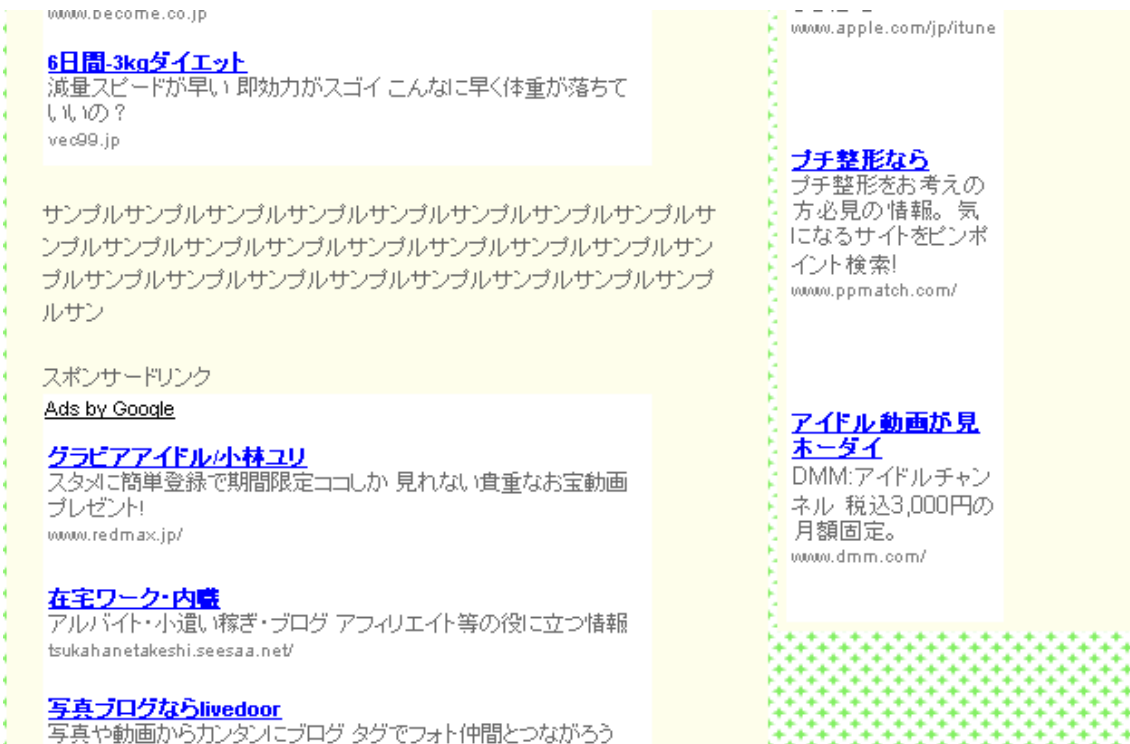 www.become.co.jp
6日間-3kgダイエット
減量スピードが早い 即効力がスゴイ こんなに早く体重が落ちて
いいの？
vec99.jp
サンプルサンプルサンプルサンプルサンプルサンプルサンプルサンプルサ
ンプルサンプルサンプルサンプルサンプルサンプルサンプルサンプルサン
プルサンプルサンプルサンプルサンプルサンプルサンプルサンプルサンプ
ルサン
スポンサードリンク
Ads by Google
グラビアアイドル/小林ユリ
スタメに簡単登録で期間限定ココしか 見れない貴重なお宝動画
プレゼント!
www.redmax.jp/
在宅ワーク・内職
アルバイト・小遣い稼ぎ・ブログ アフィリエイト等の役に立つ情報
tsukahanetakeshi.seesaa.net/
写真ブログならlivedoor
写真や動画からカンタンにブログ タグでフォト仲間とつながろう
www.apple.com/jp/itune
プチ整形なら
プチ整形をお考えの
方必見の情報。気
になるサイトをピンポ
イント検索!
www.ppmatch.com/
アイドル動画が見
ホーダイ
DMM:アイドルチャン
ネル 税込3,000円の
月額固定。
www.dmm.com/